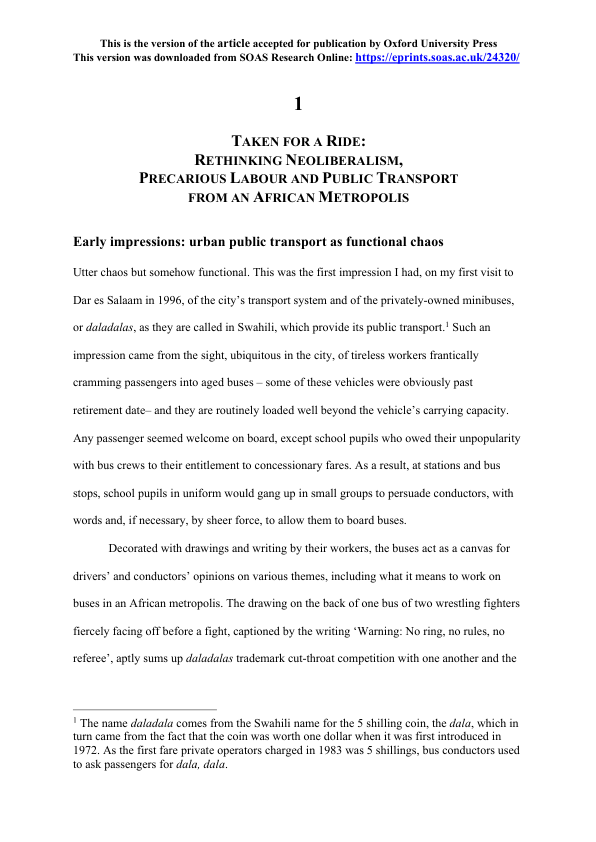 This is the version of the article accepted for publication by Oxford University Press
This version was downloaded from SOAS Research Online: https://eprints.soas.ac.uk/24320/
1
TAKEN FOR A RIDE:
RETHINKING NEOLIBERALISM,
PRECARIOUS LABOUR AND PUBLIC TRANSPORT
FROM AN AFRICAN METROPOLIS
Early impressions: urban public transport as functional chaos
Utter chaos but somehow functional. This was the first impression I had, on my first visit to
Dar es Salaam in 1996, of the city's transport system and of the privately-owned minibuses,
or daladalas, as they are called in Swahili, which provide its public transport.1 Such an
impression came from the sight, ubiquitous in the city, of tireless workers frantically
cramming passengers into aged buses – some of these vehicles were obviously past
retirement date– and they are routinely loaded well beyond the vehicle's carrying capacity.
Any passenger seemed welcome on board, except school pupils who owed their unpopularity
with bus crews to their entitlement to concessionary fares. As a result, at stations and bus
stops, school pupils in uniform would gang up in small groups to persuade conductors, with
words and, if necessary, by sheer force, to allow them to board buses.
Decorated with drawings and writing by their workers, the buses act as a canvas for
drivers' and conductors' opinions on various themes, including what it means to work on
buses in an African metropolis. The drawing on the back of one bus of two wrestling fighters
fiercely facing off before a fight, captioned by the writing 'Warning: No ring, no rules, no
referee', aptly sums up daladalas trademark cut-throat competition with one another and the
1 The name daladala comes from the Swahili name for the 5 shilling coin, the dala, which in
turn came from the fact that the coin was worth one dollar when it was first introduced in
1972. As the first fare private operators charged in 1983 was 5 shillings, bus conductors used
to ask passengers for dala, dala.